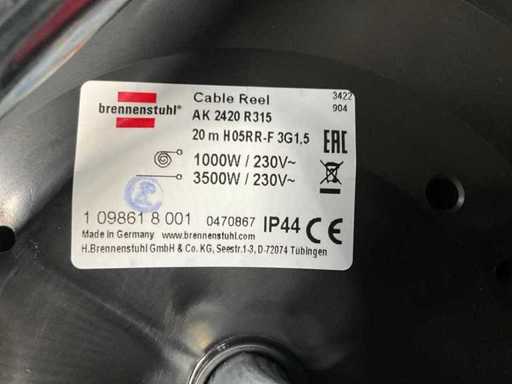 brennenstuhl®
Cable Reel
AK 2420 R315
20 m H05RR-F 3G1,5
3422
904
EAC
1000W / 230V~
3500W / 230V~
1 09861 8 001 0470867 IP44 CE
Made in Germany www.brennenstuhl.com
H.Brennenstuhl GmbH & Co. KG, Seestr.1-3, D-72074 Tübingen